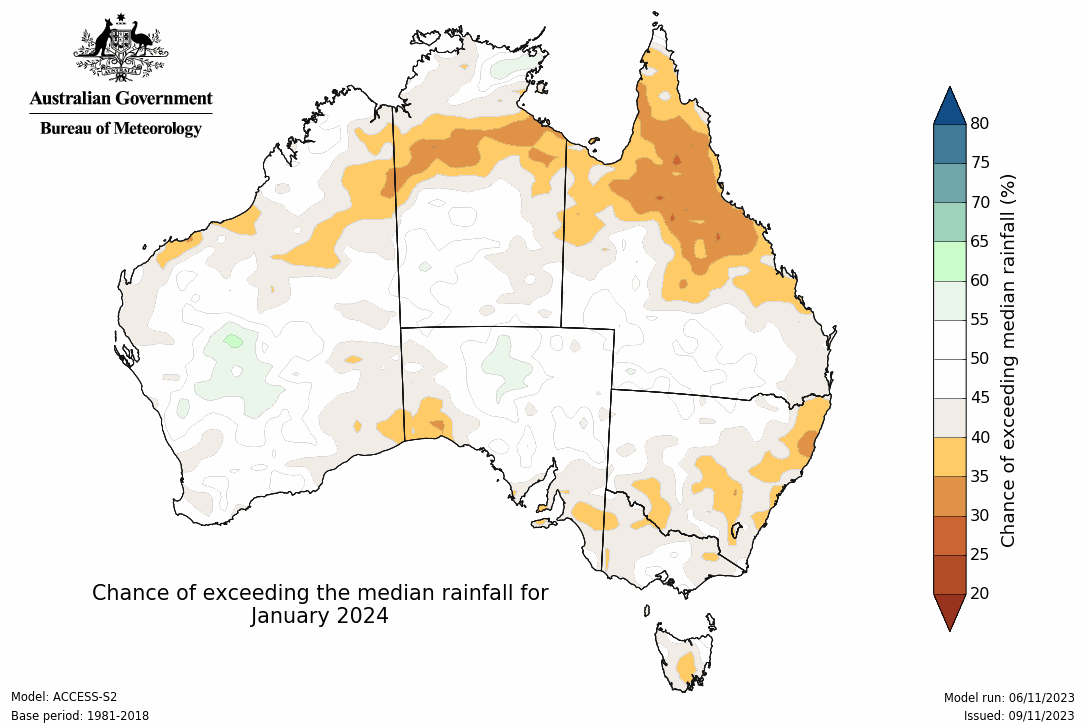 AUSTRALIA
Australian Government
Bureau of Meteorology
80
75
70
65
60
55
50
45
40
35
30
25
20
Chance of exceeding median rainfall (%)
Chance of exceeding the median rainfall for
January 2024
Model: ACCESS-S2
Base period: 1981-2018
Model run: 06/11/2023
Issued: 09/11/2023